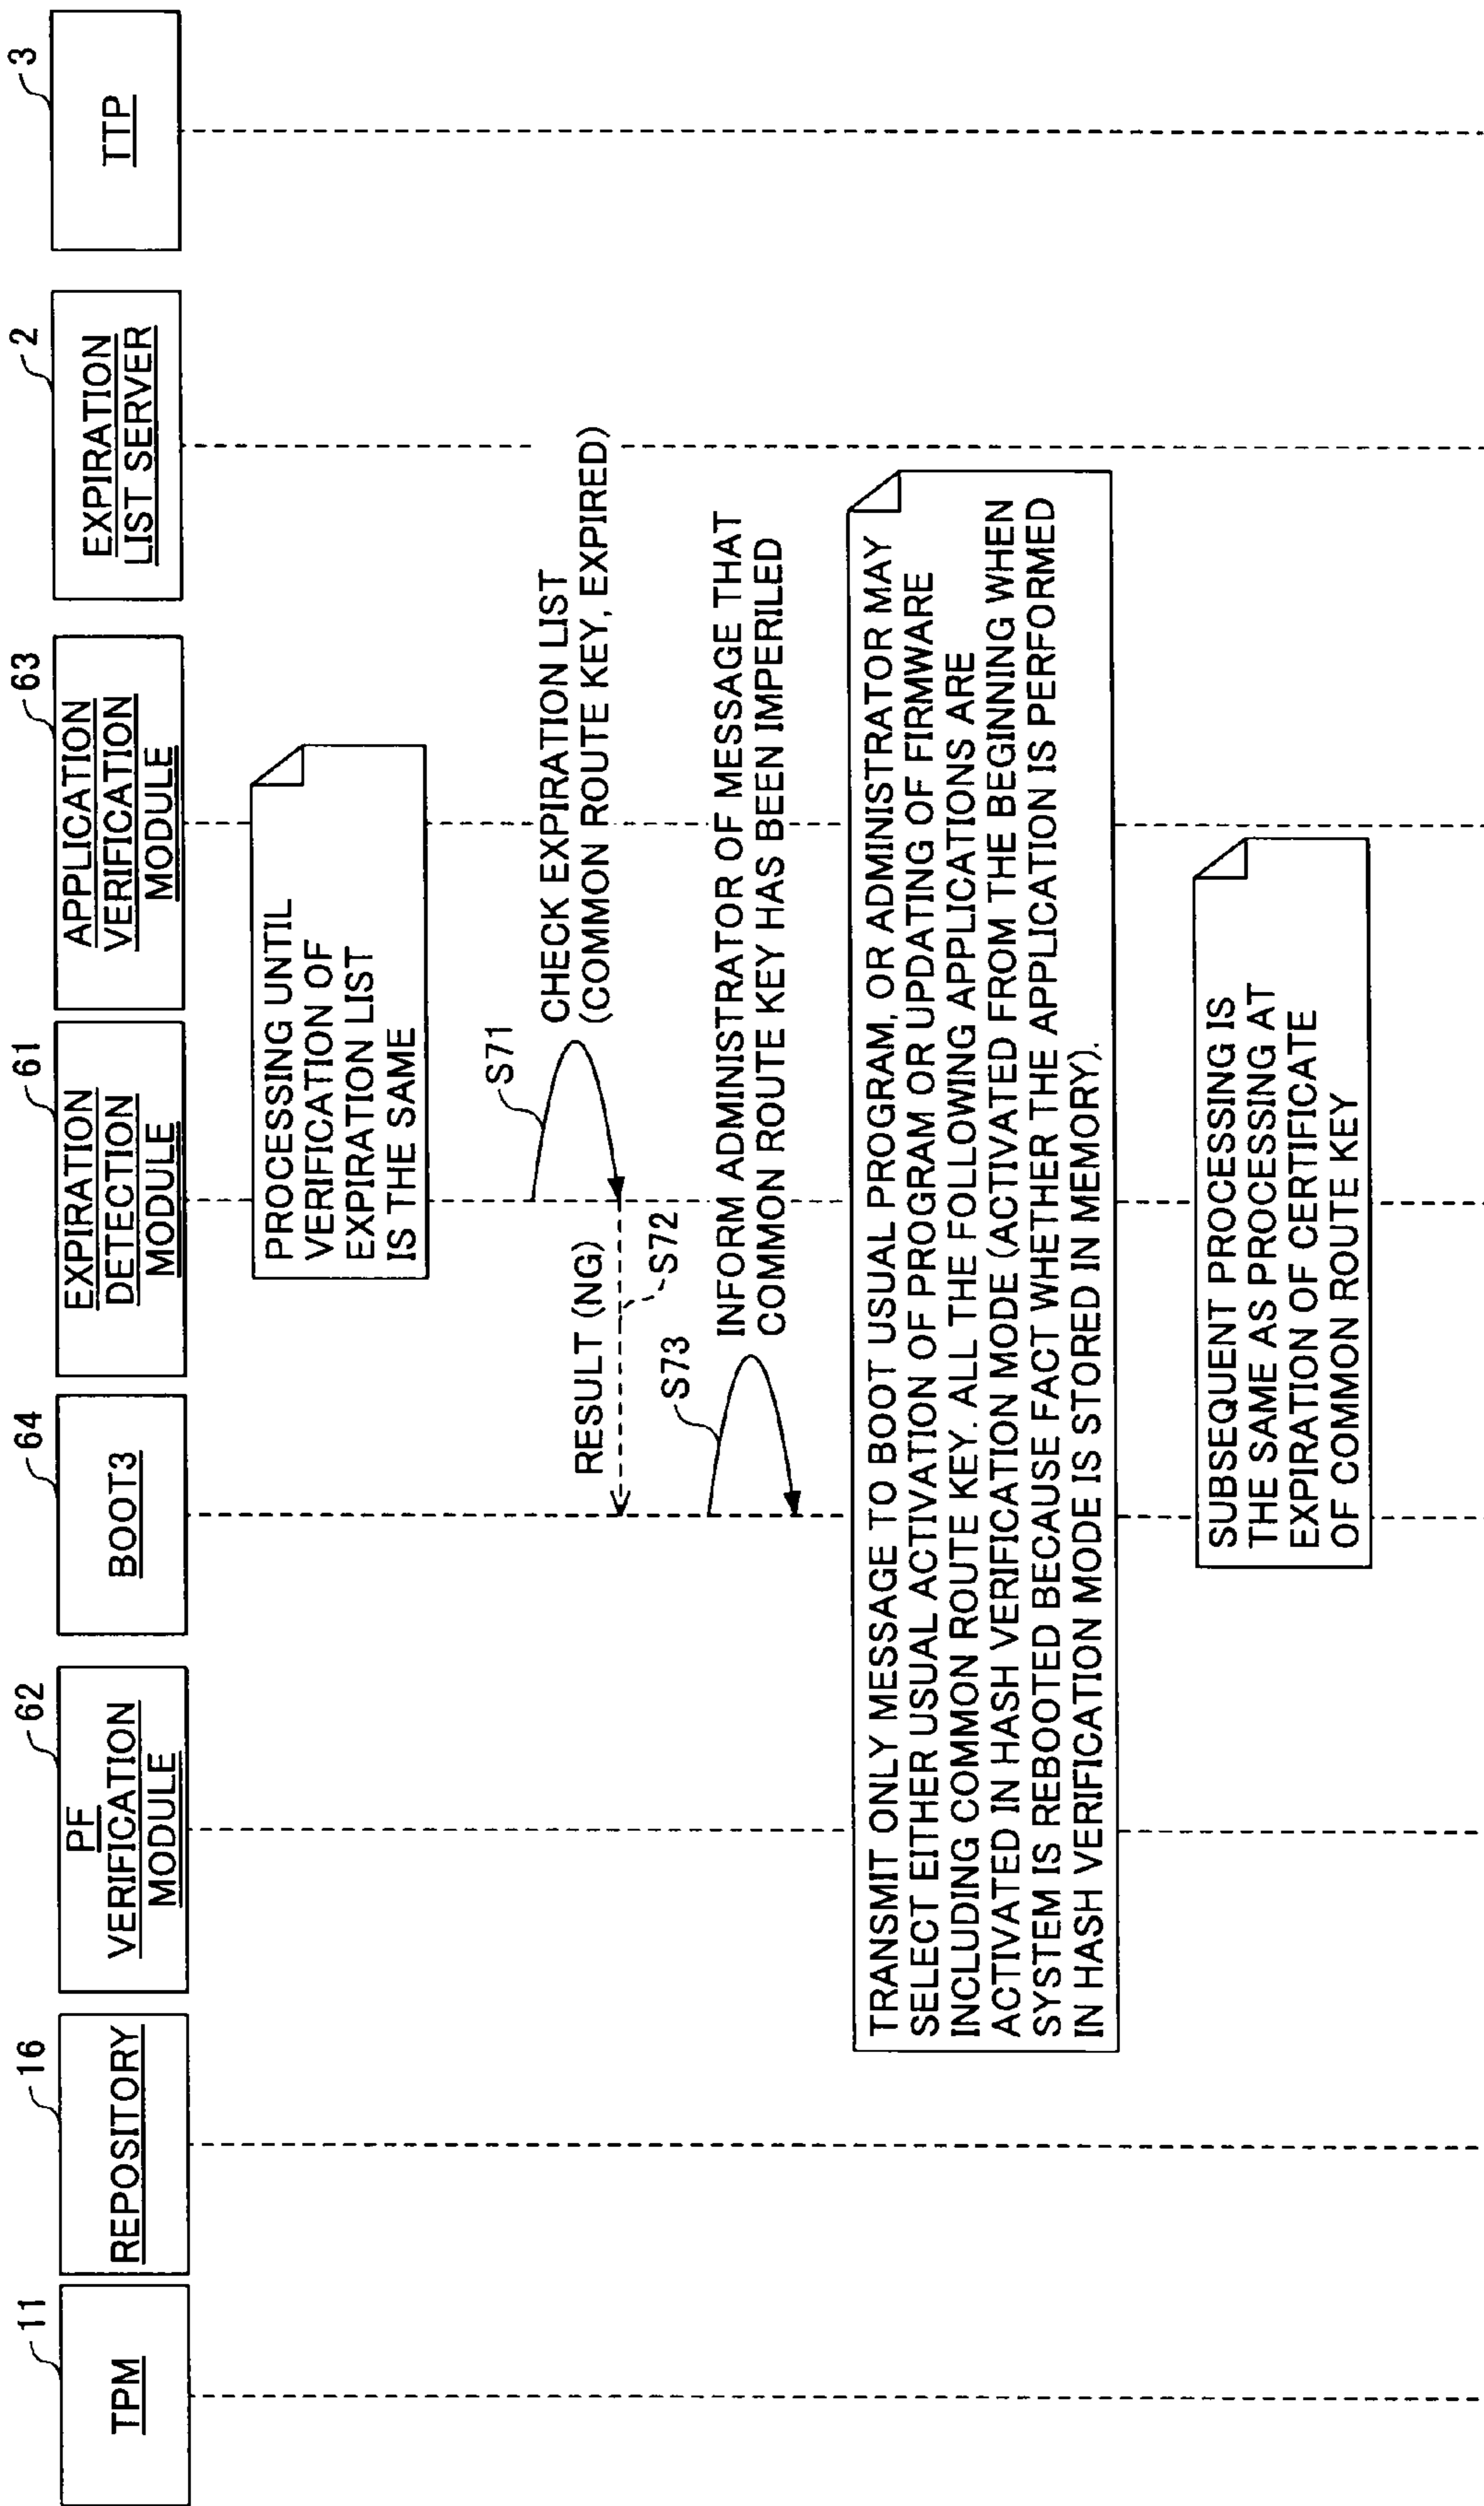 11
TPM
16
REPOSITORY
62
PF
VERIFICATION
MODULE
64
BOOT3
61
EXPIRATION
DETECTION
MODULE
63
APPLICATION
VERIFICATION
MODULE
2
EXPIRATION
LIST SERVER
3
TTP
PROCESSING UNTIL
VERIFICATION OF
EXPIRATION LIST
IS THE SAME
S71
CHECK EXPIRATION LIST
(COMMON ROUTE KEY, EXPIRED)
RESULT (NG)
S72
S73
INFORM ADMINISTRATOR OF MESSAGE THAT
COMMON ROUTE KEY HAS BEEN IMPERILED
TRANSMIT ONLY MESSAGE TO BOOT USUAL PROGRAM, OR ADMINISTRATOR MAY
SELECT EITHER USUAL ACTIVATION OF PROGRAM OR UPDATING OF FIRMWARE
INCLUDING COMMON ROUTE KEY. ALL THE FOLLOWING APPLICATIONS ARE
ACTIVATED IN HASH VERIFICATION MODE (ACTIVATED FROM THE BEGINNING WHEN
SYSTEM IS REBOOTED BECAUSE FACT WHETHER THE APPLICATION IS PERFORMED
IN HASH VERIFICATION MODE IS STORED IN MEMORY).
SUBSEQUENT PROCESSING IS
THE SAME AS PROCESSING AT
EXPIRATION OF CERTIFICATE
OF COMMON ROUTE KEY